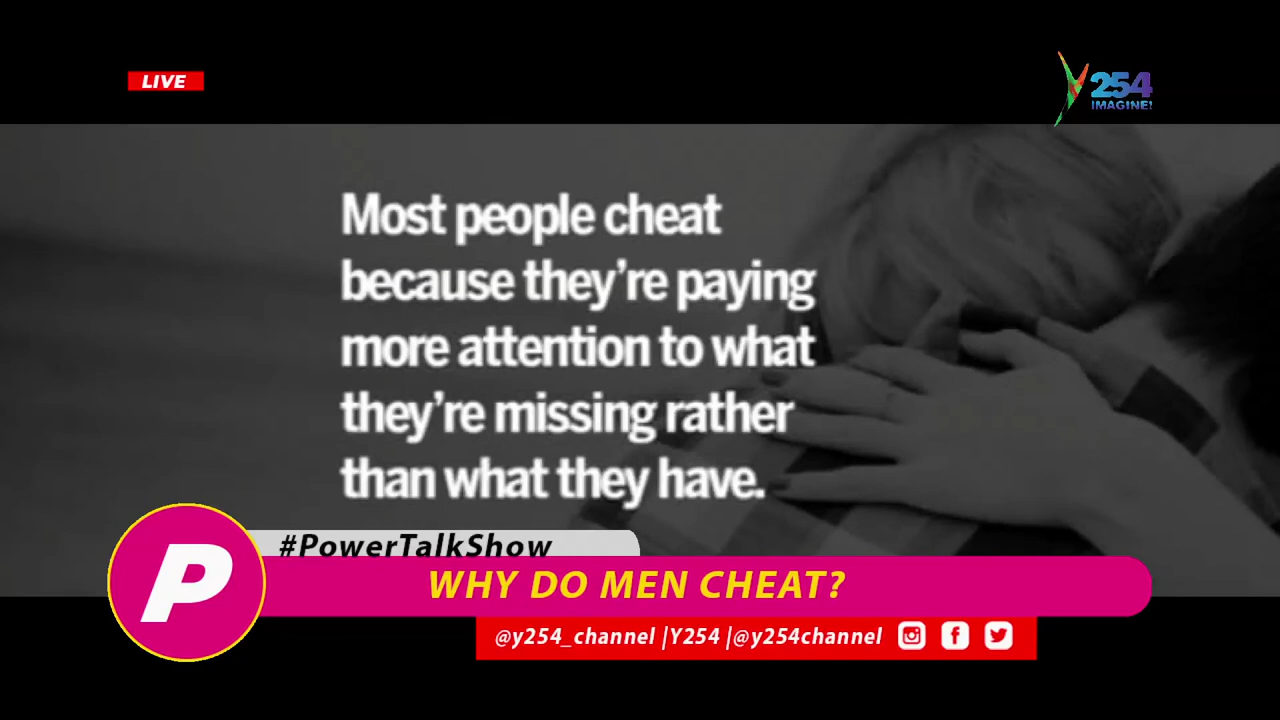 LIVE
Y254
IMAGINE!
Most people cheat
because they're paying
more attention to what
they're missing rather
than what they have.
#PowerTalkShow
P
WHY DO MEN CHEAT?
@y254_channel |Y254 |@y254channel